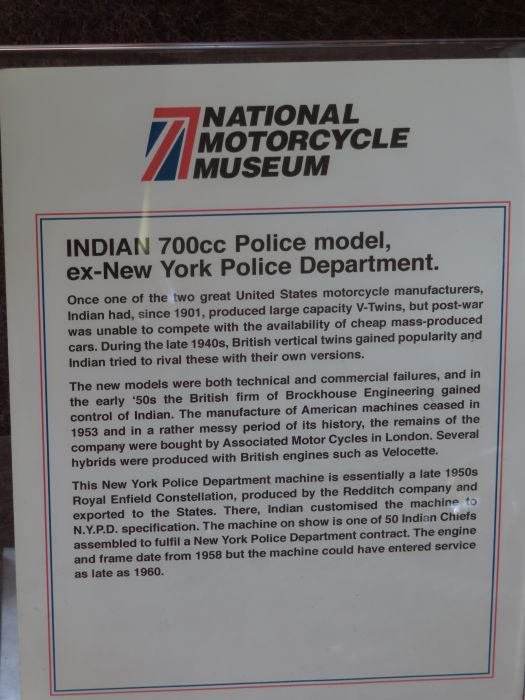 NATIONAL
MOTORCYCLE
MUSEUM
INDIAN 700cc Police model,
ex-New York Police Department.
Once one of the two great United States motorcycle manufacturers,
Indian had, since 1901, produced large capacity V-Twins, but post-war
was unable to compete with the availability of cheap mass-produced
cars. During the late 1940s, British vertical twins gained popularity and
Indian tried to rival these with their own versions.
The new models were both technical and commercial failures, and in
the early '50s the British firm of Brockhouse Engineering gained
control of Indian. The manufacture of American machines ceased in
1953 and in a rather messy period of its history, the remains of the
company were bought by Associated Motor Cycles in London. Several
hybrids were produced with British engines such as Velocette.
This New York Police Department machine is essentially a late 1950s
Royal Enfield Constellation, produced by the Redditch company and
exported to the States. There, Indian customised the machine to
N.Y.P.D. specification. The machine on show is one of 50 Indian Chiefs
assembled to fulfil a New York Police Department contract. The engine
and frame date from 1958 but the machine could have entered service
as late as 1960.